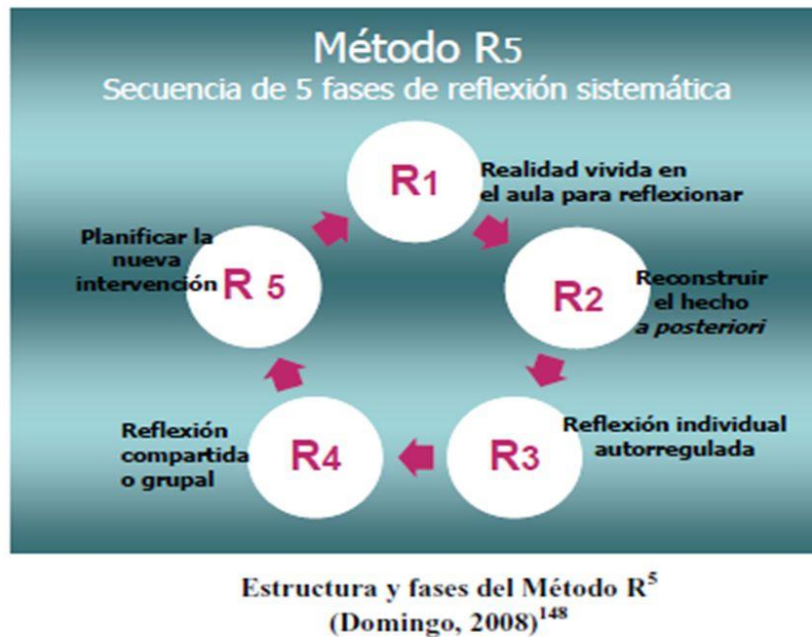 Método R5
Secuencia de 5 fases de reflexión sistemática
R1
Realidad vivida en
el aula para reflexionar
R2
Reconstruir
el hecho
a posteriori
R3
Reflexión individual
autorregulada
R4
Reflexión
compartida
o grupal
R 5
Planificar la
nueva
intervención
Estructura y fases del Método R⁵
(Domingo, 2008)¹⁴⁸